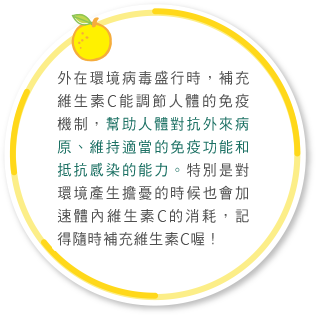 外在環境病毒盛行時，補充
維生素C能調節人體的免疫
機制，幫助人體對抗外來病
原、維持適當的免疫功能和
抵抗感染的能力。特別是對
環境產生擔憂的時候也會加
速體內維生素C的消耗，記
得隨時補充維生素C喔！